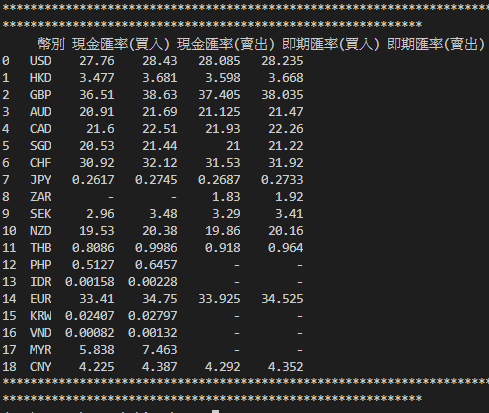 **********************************************************************
************************************************************
幣別 現金匯率(買入) 現金匯率(賣出) 即期匯率(買入) 即期匯率(賣出)
0 USD 27.76 28.43 28.085 28.235
1 HKD 3.477 3.681 3.598 3.668
2 GBP 36.51 38.63 37.405 38.035
3 AUD 20.91 21.69 21.125 21.47
4 CAD 21.6 22.51 21.93 22.26
5 SGD 20.53 21.44 21 21.22
6 CHF 30.92 32.12 31.53 31.92
7 JPY 0.2617 0.2745 0.2687 0.2733
8 ZAR - - 1.83 1.92
9 SEK 2.96 3.48 3.29 3.41
10 NZD 19.53 20.38 19.86 20.16
11 THB 0.8086 0.9986 0.918 0.964
12 PHP 0.5127 0.6457 - -
13 IDR 0.00158 0.00228 - -
14 EUR 33.41 34.75 33.925 34.525
15 KRW 0.02407 0.02797 - -
16 VND 0.00082 0.00132 - -
17 MYR 5.838 7.463 - -
18 CNY 4.225 4.387 4.292 4.352
**********************************************************************
************************************************************